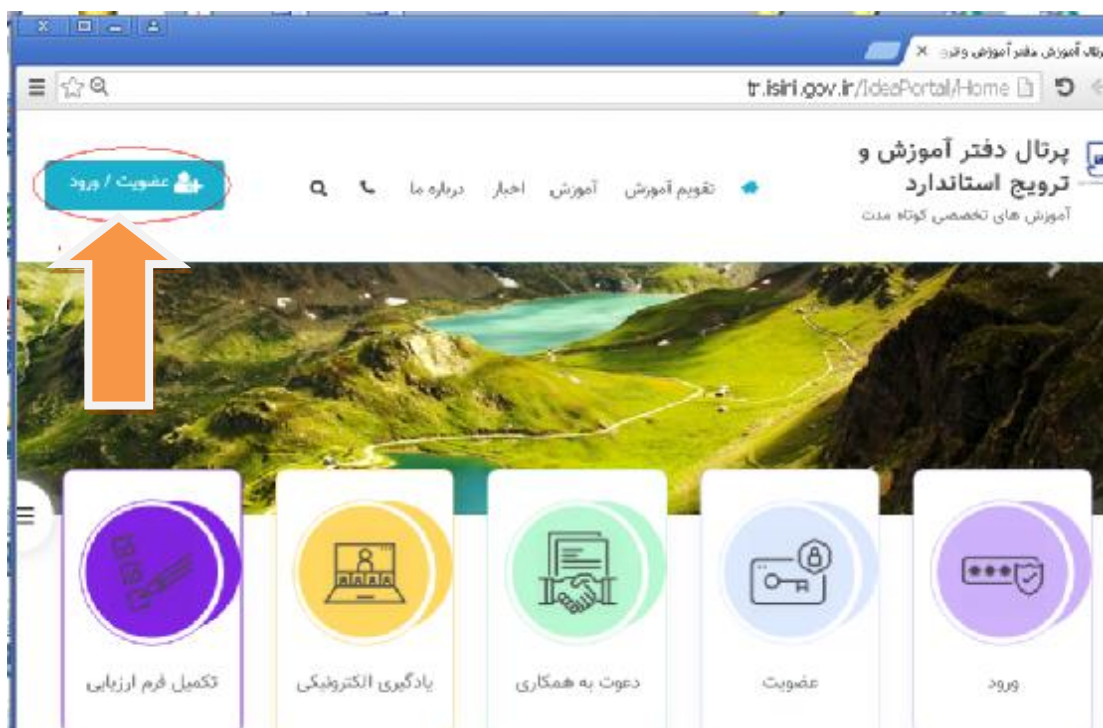 tr.isiri.gov.ir/IdeaPortal/Home
پرتال دفتر آموزش و
ترویج استاندارد
آموزش های تخصصی کوتاه مدت
تقویم آموزش
آموزش
اخبار
درباره ما
عضویت / ورود
ورود
عضویت
دعوت به همکاری
یادگیری الکترونیکی
تکمیل فرم ارزیابی